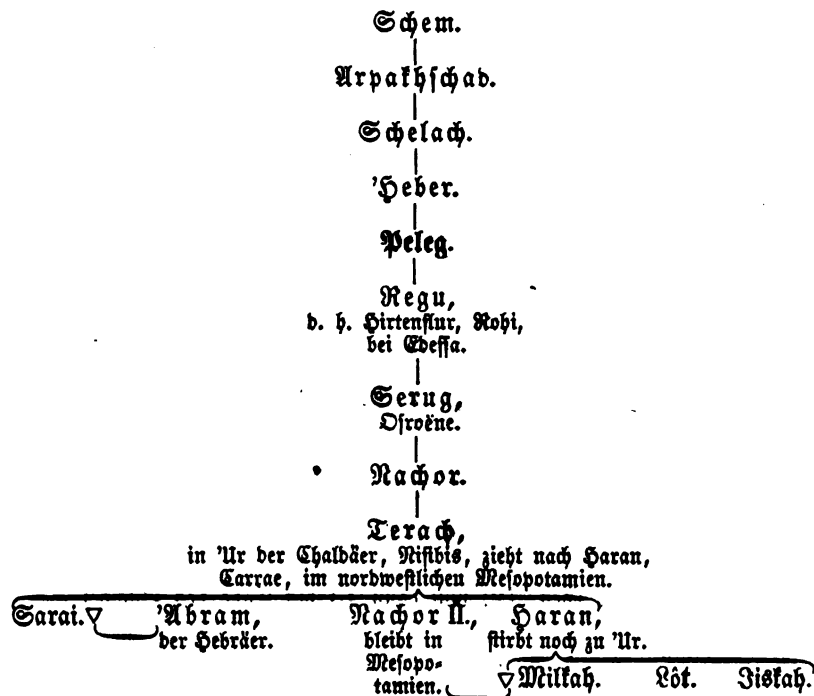 Schem.
Arpakhschad.
Schelach.
'Heber.
Peleg.
Regu,
d. h. Hirtenflur, Rohi,
bei Edessa.
Serug,
Osroëne.
Nachor.
Terach,
in 'Ur der Chaldäer, Nisibis, zieht nach Haran,
Carrae, im nordwestlichen Mesopotamien.
Sarai. 'Abram, Nachor II., Haran,
der Hebräer. bleibt in stirbt noch zu 'Ur.
Mesopo-
tamien. Milkah. Lôt. Jiskah.